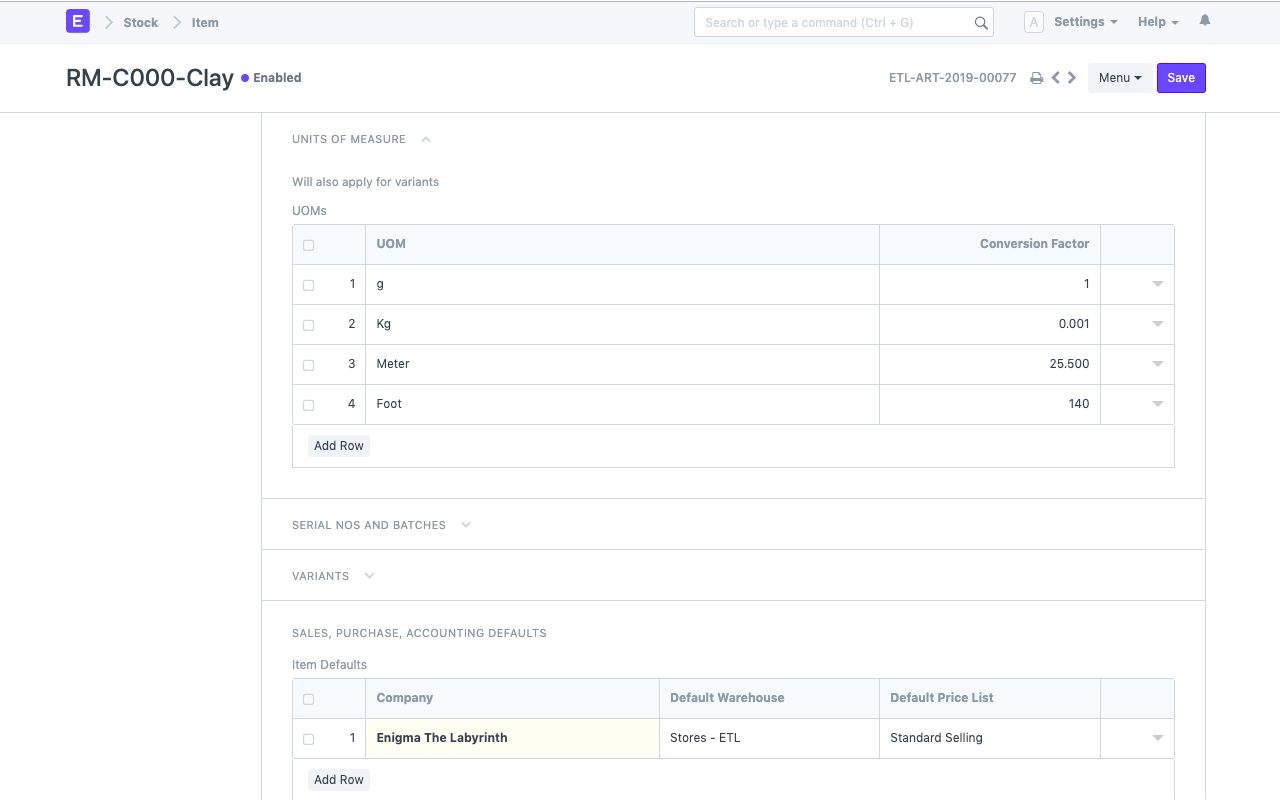 E Stock Item Search or type a command (Ctrl + G) A Settings Help
RM-C000-Clay Enabled ETL-ART-2019-00077 Menu Save
UNITS OF MEASURE
Will also apply for variants
UOMs
UOM Conversion Factor
1 g 1
2 Kg 0.001
3 Meter 25.500
4 Foot 140
Add Row
SERIAL NOS AND BATCHES
VARIANTS
SALES, PURCHASE, ACCOUNTING DEFAULTS
Item Defaults
Company Default Warehouse Default Price List
1 Enigma The Labyrinth Stores - ETL Standard Selling
Add Row